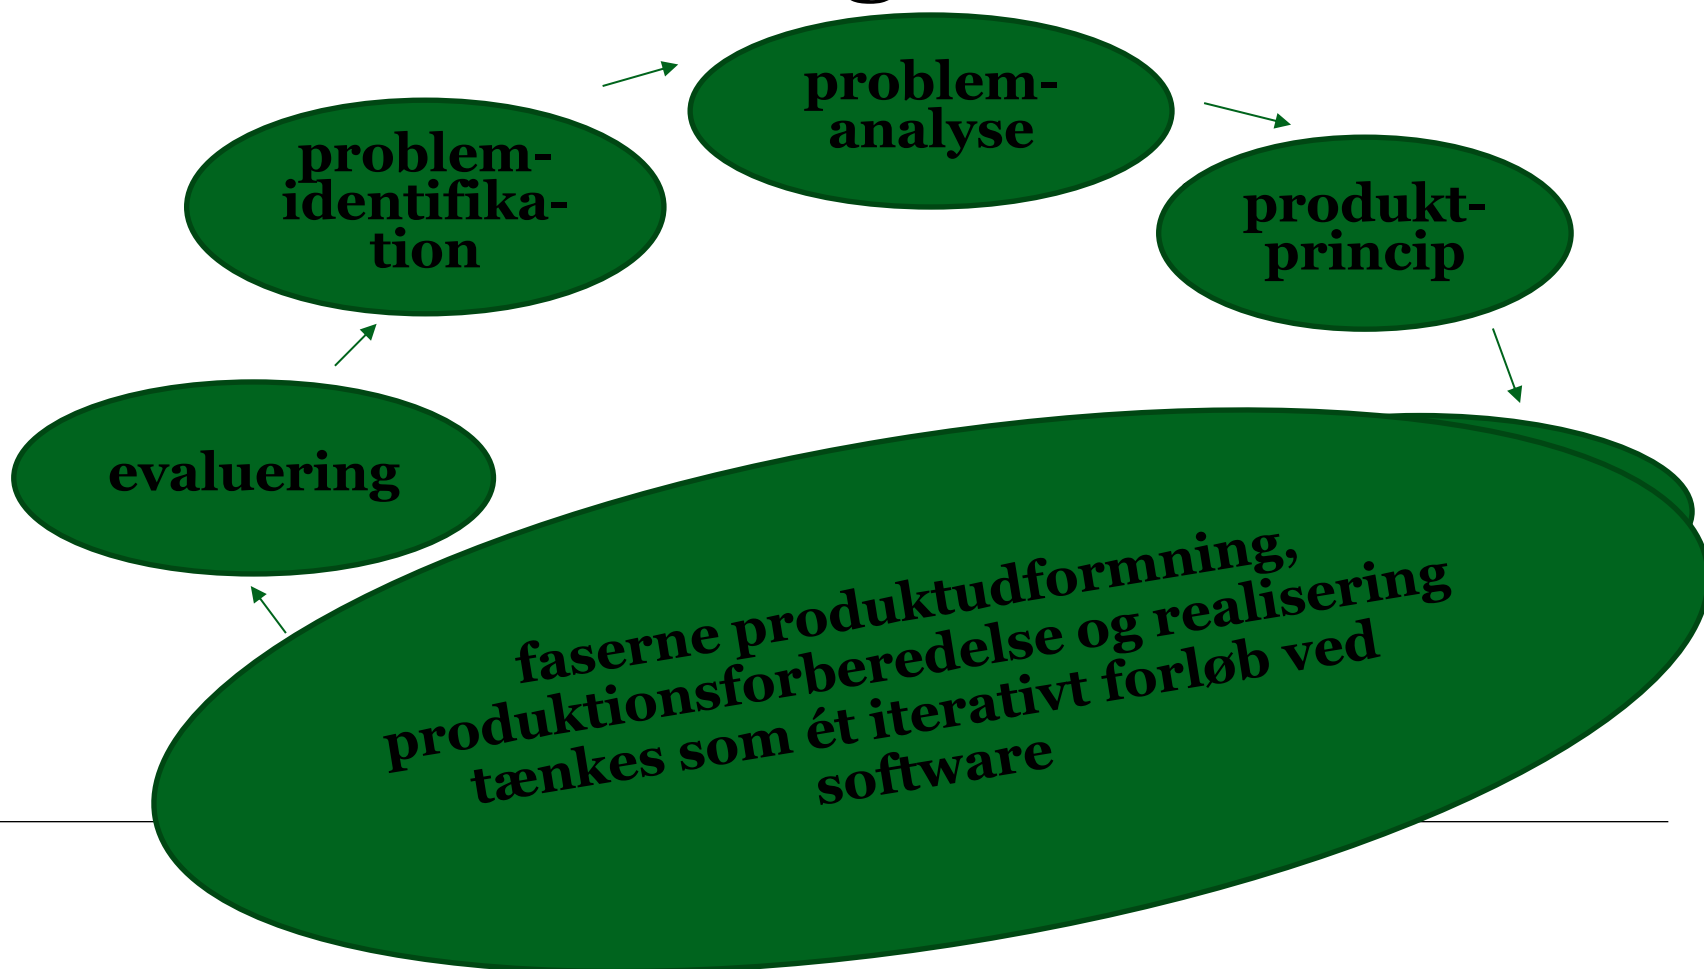 problem-
analyse
problem-
identifika-
tion
produkt-
princip
evaluering
faserne produktudformning,
produktionsforberedelse og realisering
tænkes som ét iterativt forløb ved
software